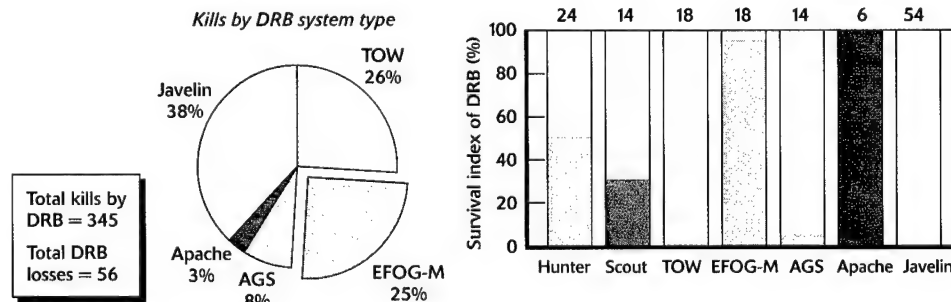 Kills by DRB system type
TOW
26%
Javelin
38%
Apache
3%
AGS
8%
EFOG-M
25%
Total kills by
DRB = 345
Total DRB
losses = 56
24 14 18 18 14 6 54
Survival index of DRB (%)
100
80
60
40
20
0
Hunter Scout TOW EFOG-M AGS Apache Javelin